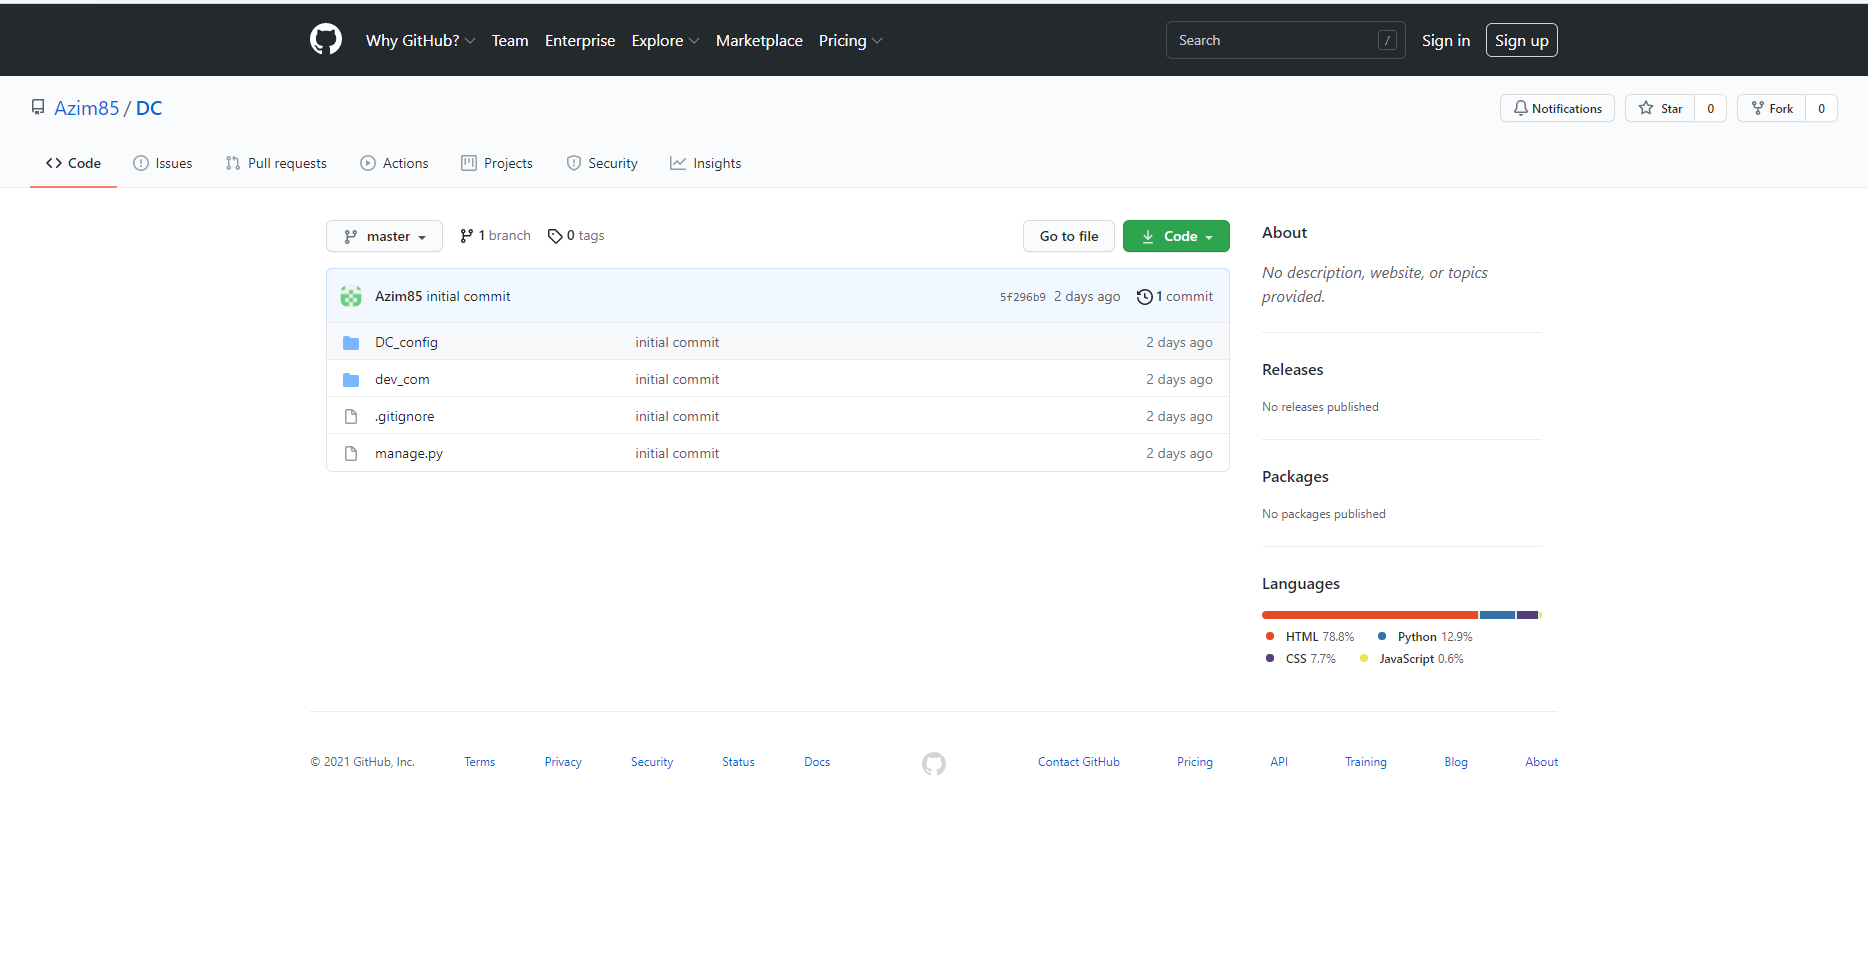 Why GitHub? Team Enterprise Explore Marketplace Pricing Search / Sign in Sign up
Azim85 / DC Notifications Star 0 Fork 0
Code Issues Pull requests Actions Projects Security Insights
master 1 branch 0 tags Go to file Code
Azim85 initial commit 5f296b9 2 days ago 1 commit
DC_config initial commit 2 days ago
dev_com initial commit 2 days ago
.gitignore initial commit 2 days ago
manage.py initial commit 2 days ago
About
No description, website, or topics
provided.
Releases
No releases published
Packages
No packages published
Languages
HTML 78.8% Python 12.9%
CSS 7.7% JavaScript 0.6%
© 2021 GitHub, Inc. Terms Privacy Security Status Docs Contact GitHub Pricing API Training Blog About